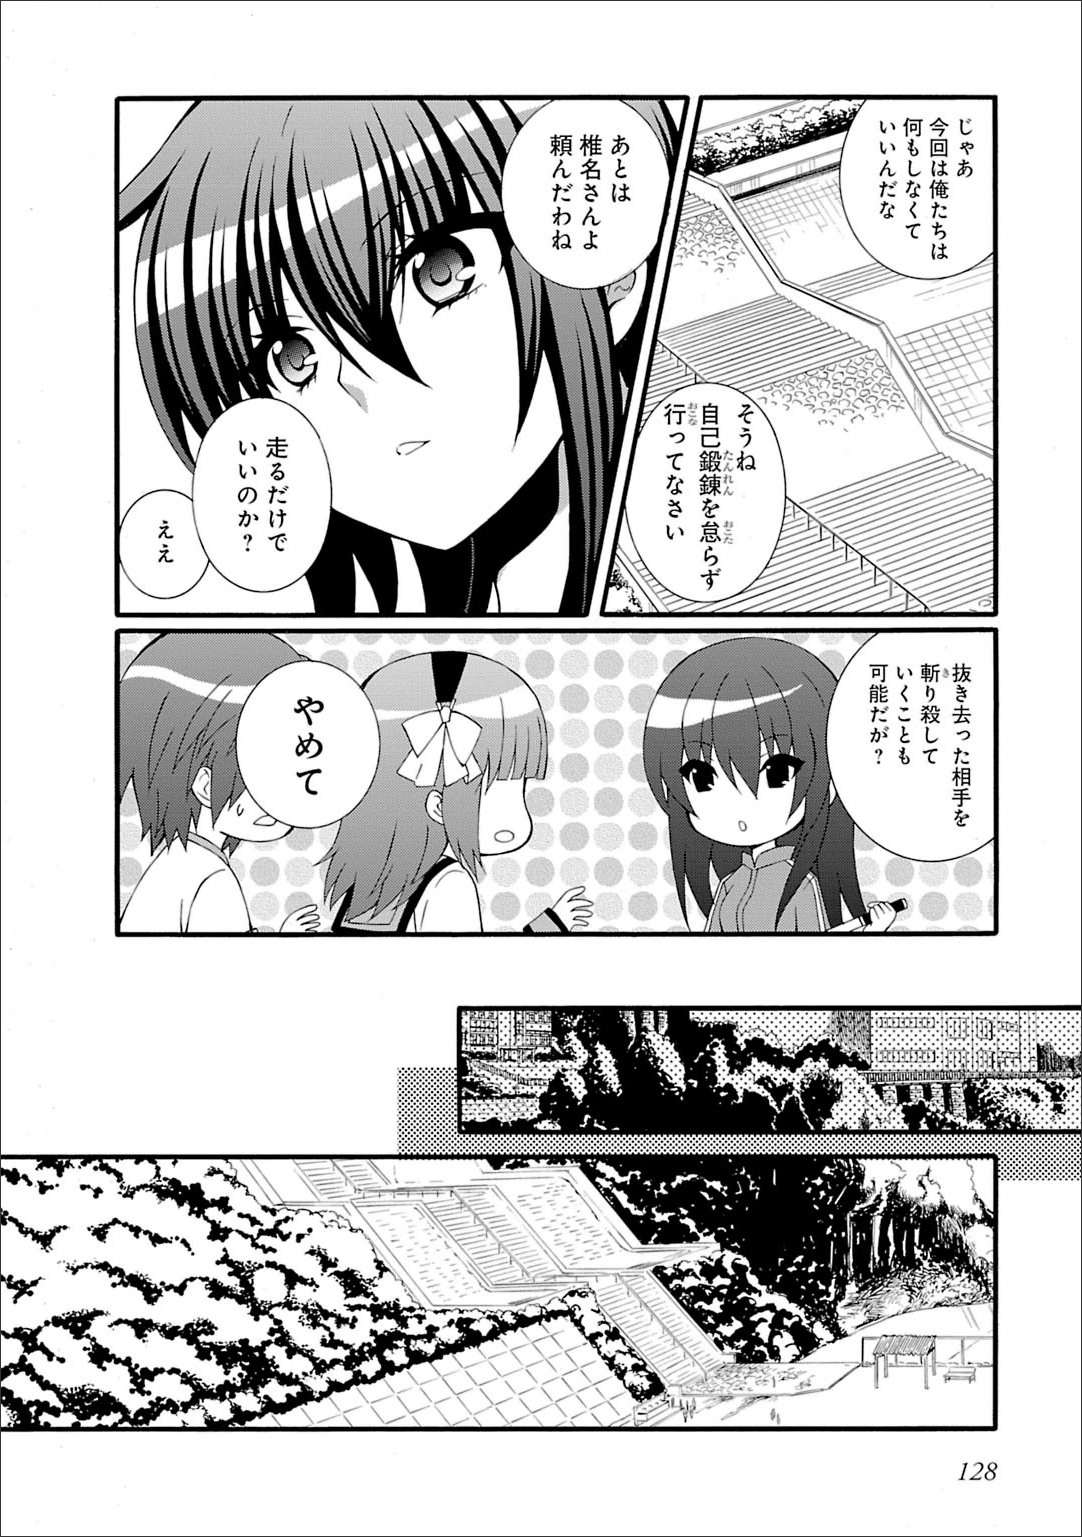 じゃあ
今回は俺たちは
何もしなくて
いいんだな
そうね
自己鍛錬を怠らず
行ってなさい
あとは
椎名さんよ
頼んだわね
走るだけで
いいのか?
ええ
抜き去った相手を
斬り殺して
いくことも
可能だが?
やめて
128